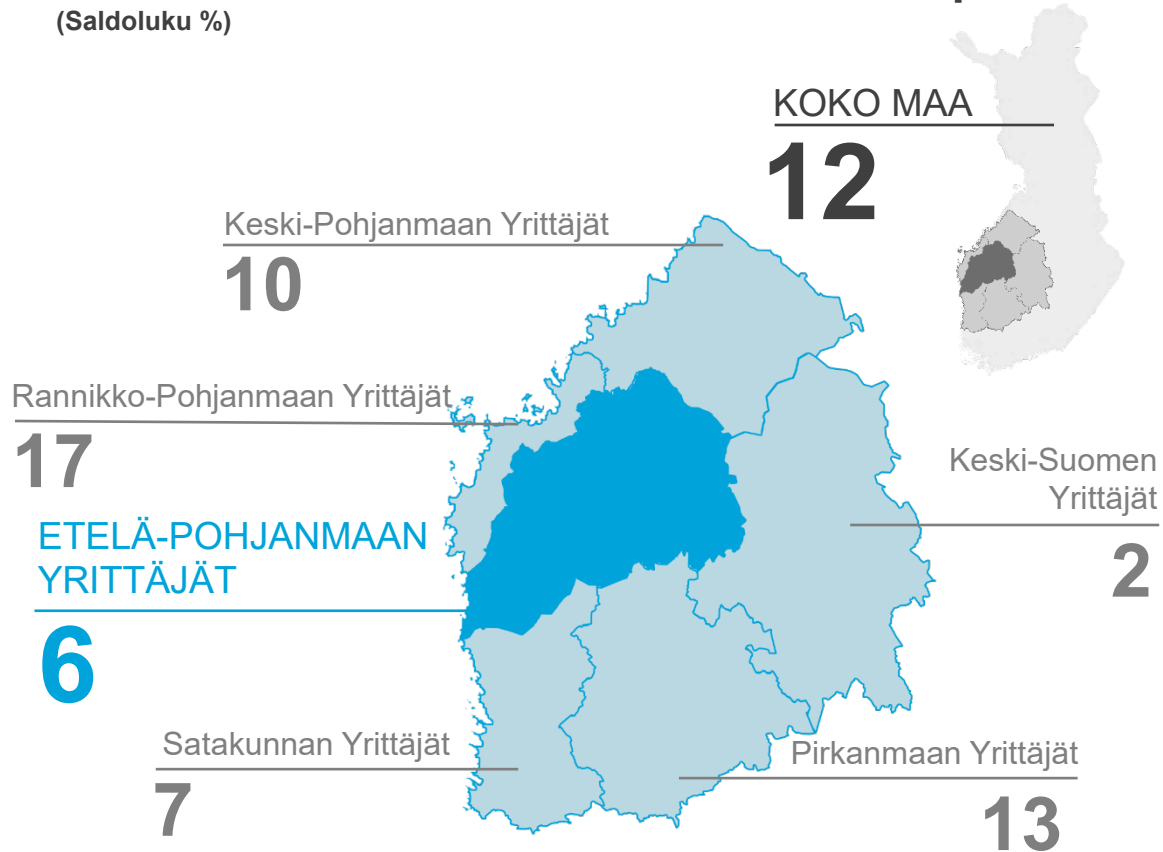 (Saldoluku %)
KOKO MAA
12
Keski-Pohjanmaan Yrittäjät
10
Rannikko-Pohjanmaan Yrittäjät
17
Keski-Suomen
Yrittäjät
2
ETELÄ-POHJANMAAN
YRITTÄJÄT
6
Satakunnan Yrittäjät
7
Pirkanmaan Yrittäjät
13